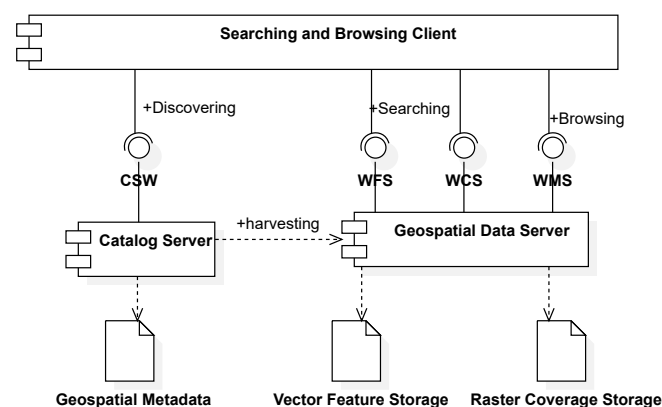 Searching and Browsing Client
+Discovering
+Searching
+Browsing
CSW
WFS
WCS
WMS
+harvesting
Catalog Server
Geospatial Data Server
Geospatial Metadata
Vector Feature Storage
Raster Coverage Storage